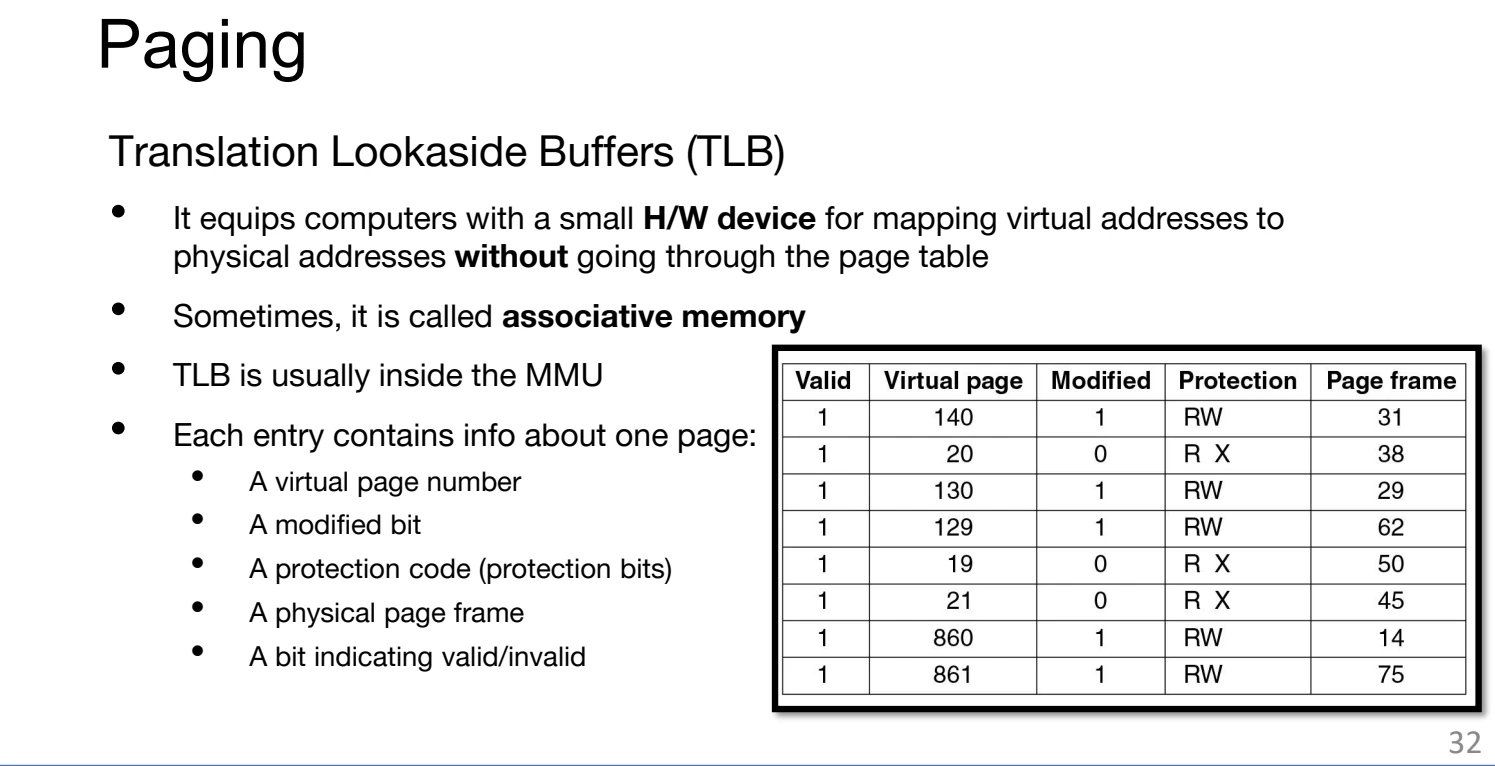 Paging
Translation Lookaside Buffers (TLB)
• It equips computers with a small H/W device for mapping virtual addresses to
physical addresses without going through the page table
• Sometimes, it is called associative memory
• TLB is usually inside the MMU
• Each entry contains info about one page:
• A virtual page number
• A modified bit
• A protection code (protection bits)
• A physical page frame
• A bit indicating valid/invalid
Valid Virtual page Modified Protection Page frame
1 140 1 RW 31
1 20 0 R X 38
1 130 1 RW 29
1 129 1 RW 62
1 19 0 R X 50
1 21 0 R X 45
1 860 1 RW 14
1 861 1 RW 75
32